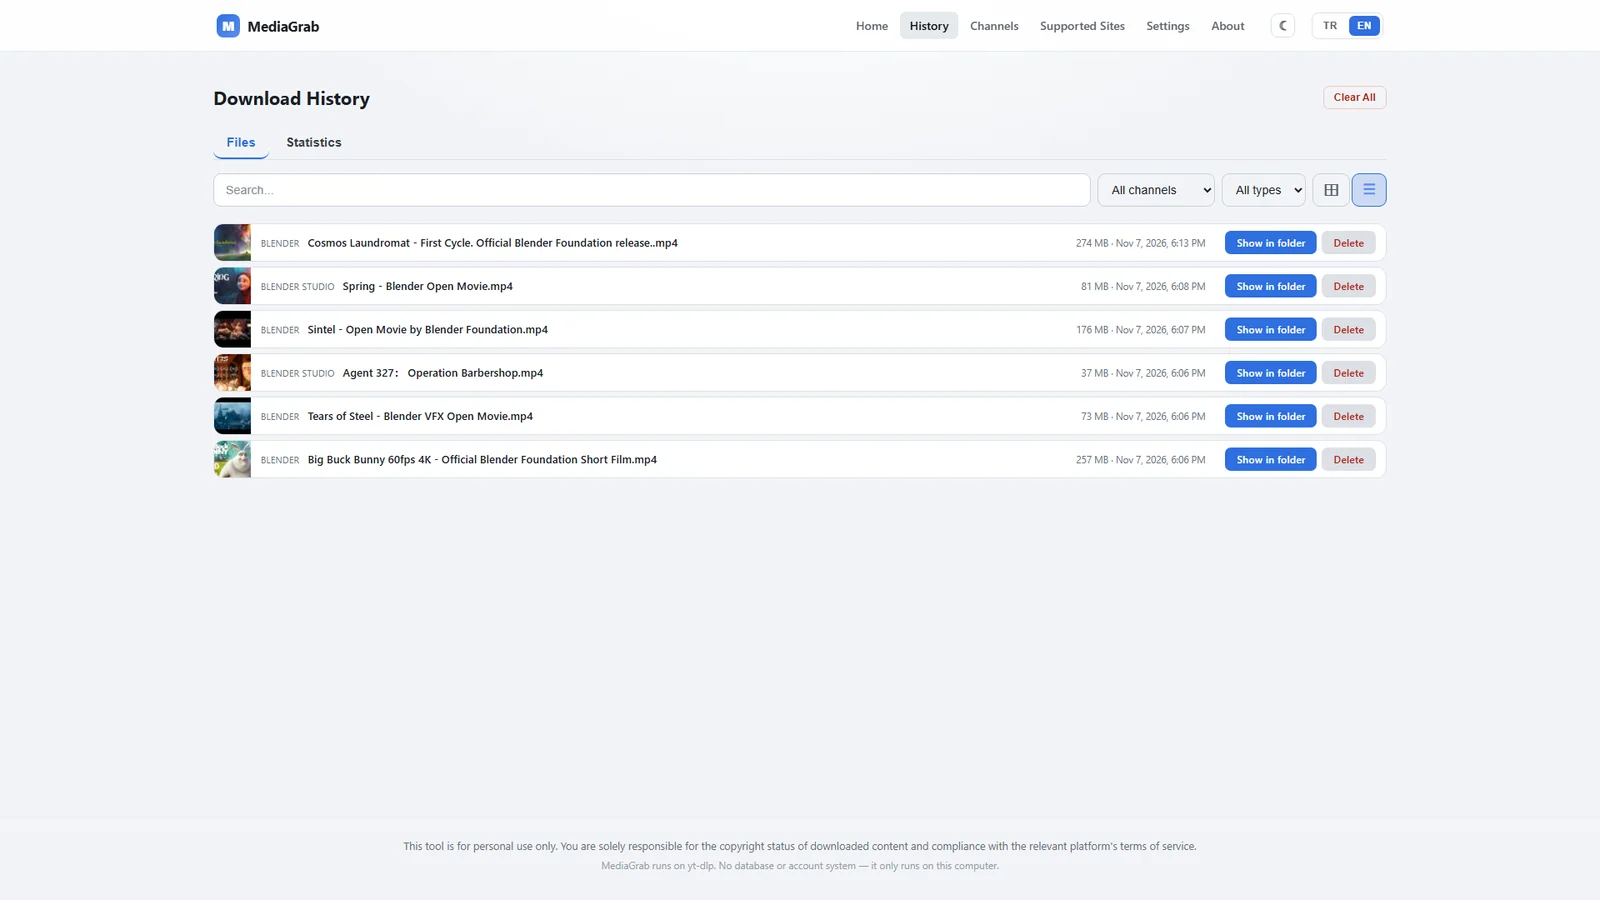 M MediaGrab
Home History Channels Supported Sites Settings About TR EN
Download History
Clear All
Files Statistics
Search...
All channels All types
BLENDER Cosmos Laundromat - First Cycle. Official Blender Foundation release..mp4 274 MB · Nov 7, 2026, 6:13 PM Show in folder Delete
BLENDER STUDIO Spring - Blender Open Movie.mp4 81 MB · Nov 7, 2026, 6:08 PM Show in folder Delete
BLENDER Sintel - Open Movie by Blender Foundation.mp4 176 MB · Nov 7, 2026, 6:07 PM Show in folder Delete
BLENDER STUDIO Agent 327： Operation Barbershop.mp4 37 MB · Nov 7, 2026, 6:06 PM Show in folder Delete
BLENDER Tears of Steel - Blender VFX Open Movie.mp4 73 MB · Nov 7, 2026, 6:06 PM Show in folder Delete
BLENDER Big Buck Bunny 60fps 4K - Official Blender Foundation Short Film.mp4 257 MB · Nov 7, 2026, 6:06 PM Show in folder Delete
This tool is for personal use only. You are solely responsible for the copyright status of downloaded content and compliance with the relevant platform's terms of service.
MediaGrab runs on yt-dlp. No database or account system — it only runs on this computer.